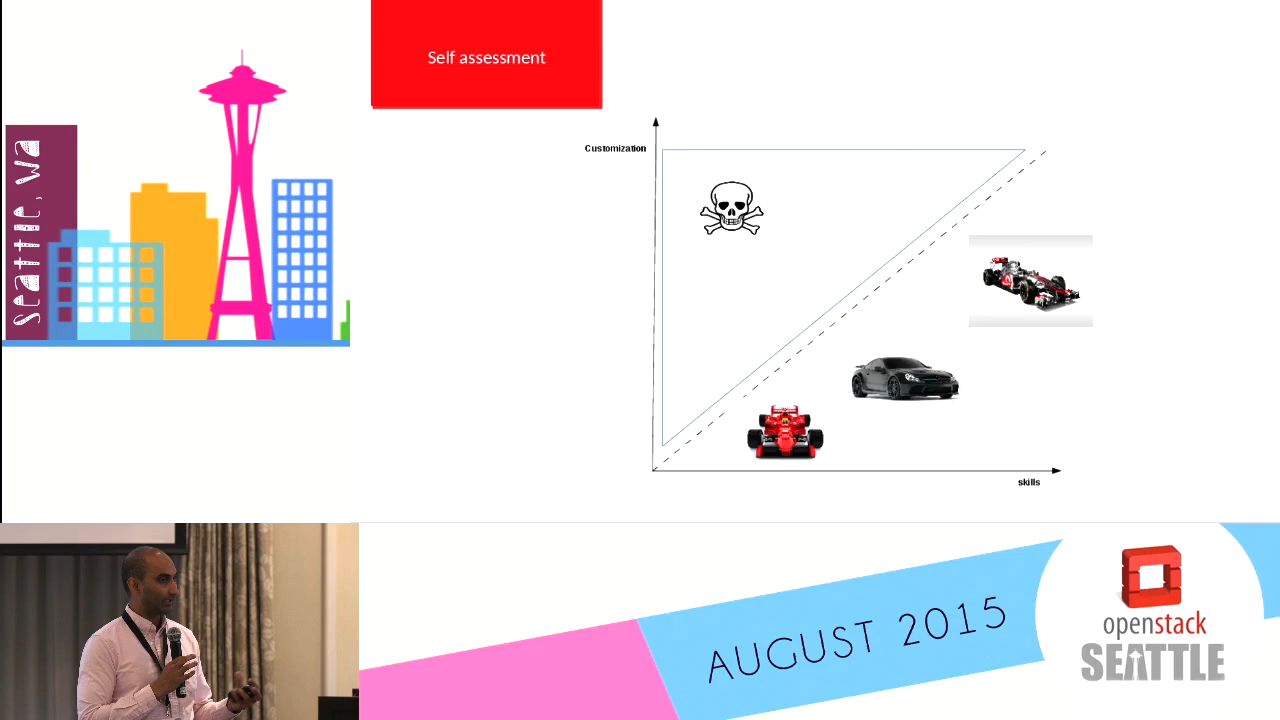 Self assessment
Seattle, wa
Customization
skills
AUGUST 2015
openstack
SEATTLE